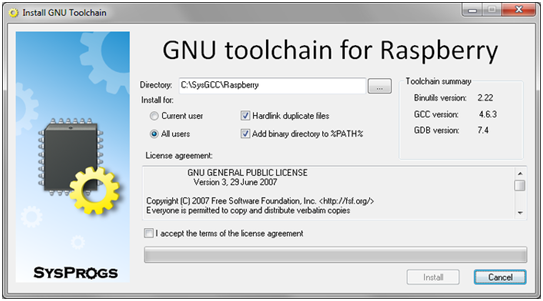 Install GNU Toolchain
GNU toolchain for Raspberry
Directory: C:\SysGCC\Raspberry ...
Install for:
Current user
Hardlink duplicate files
All users
Add binary directory to %PATH%
Toolchain summary
Binutils version: 2.22
GCC version: 4.6.3
GDB version: 7.4
License agreement:
GNU GENERAL PUBLIC LICENSE
Version 3, 29 June 2007
Copyright (C) 2007 Free Software Foundation, Inc. <http://fsf.org/>
Everyone is permitted to copy and distribute verbatim copies
I accept the terms of the license agreement
SYSPROGS
Install Cancel